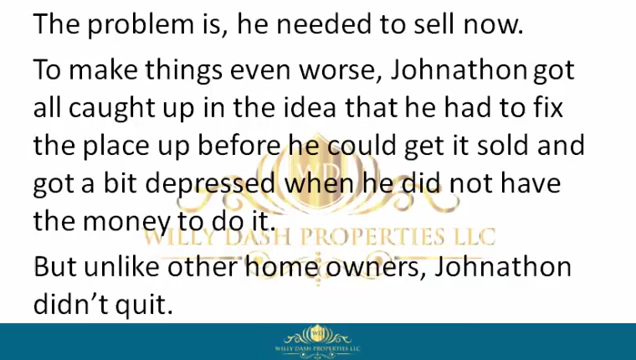 The problem is, he needed to sell now.
To make things even worse, Johnathon got
all caught up in the idea that he had to fix
the place up before he could get it sold and
got a bit depressed when he did not have
the money to do it.
WILLY DASH PROPERTIES LLC
But unlike other home owners, Johnathon
didn’t quit.
WILLY DASH PROPERTIES LLC